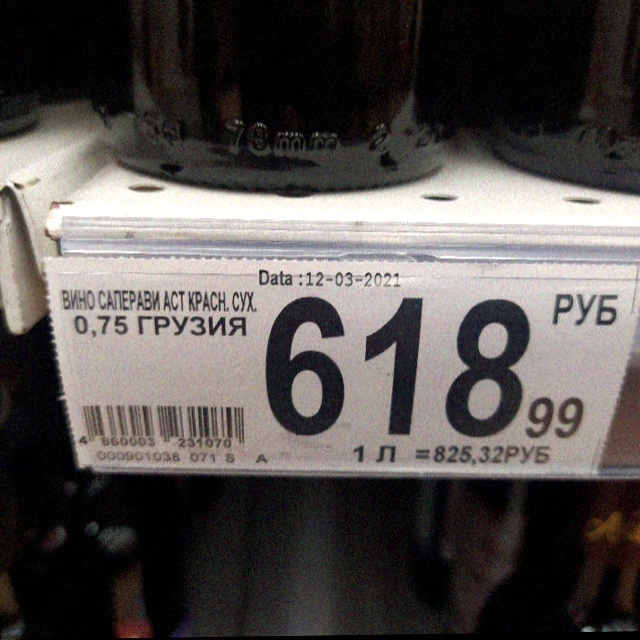 78mm 2
Data :12-03-2021
ВИНО САПЕРАВИ АСТ КРАСН. СУХ.
0,75 ГРУЗИЯ
618 99 РУБ
4 860003 231070
000901038 071 S A
1 Л =825,32РУБ